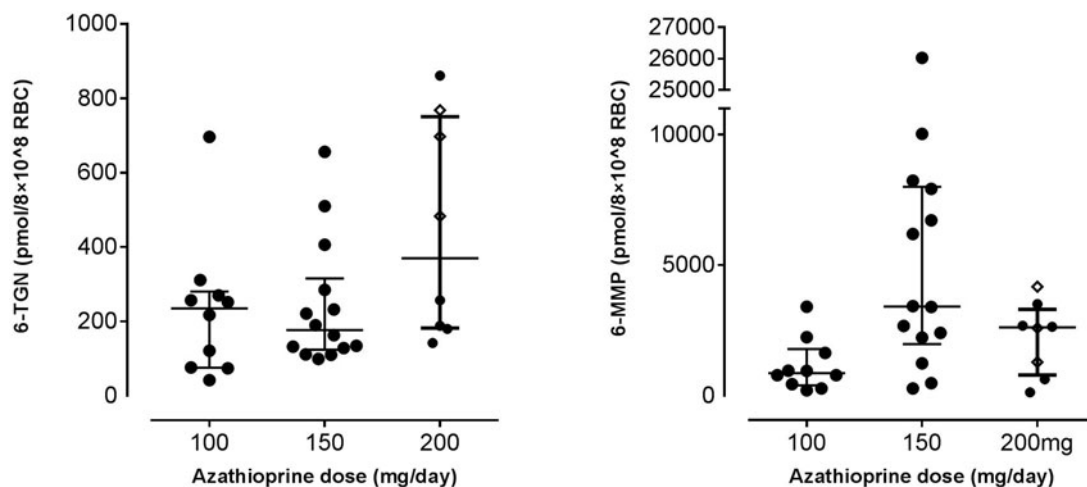 1000
800
600
400
200
0
6-TGN (pmol/8×10^8 RBC)
100 150 200
Azathioprine dose (mg/day)
27000
26000
25000
10000
5000
0
6-MMP (pmol/8×10^8 RBC)
100 150 200mg
Azathioprine dose (mg/day)